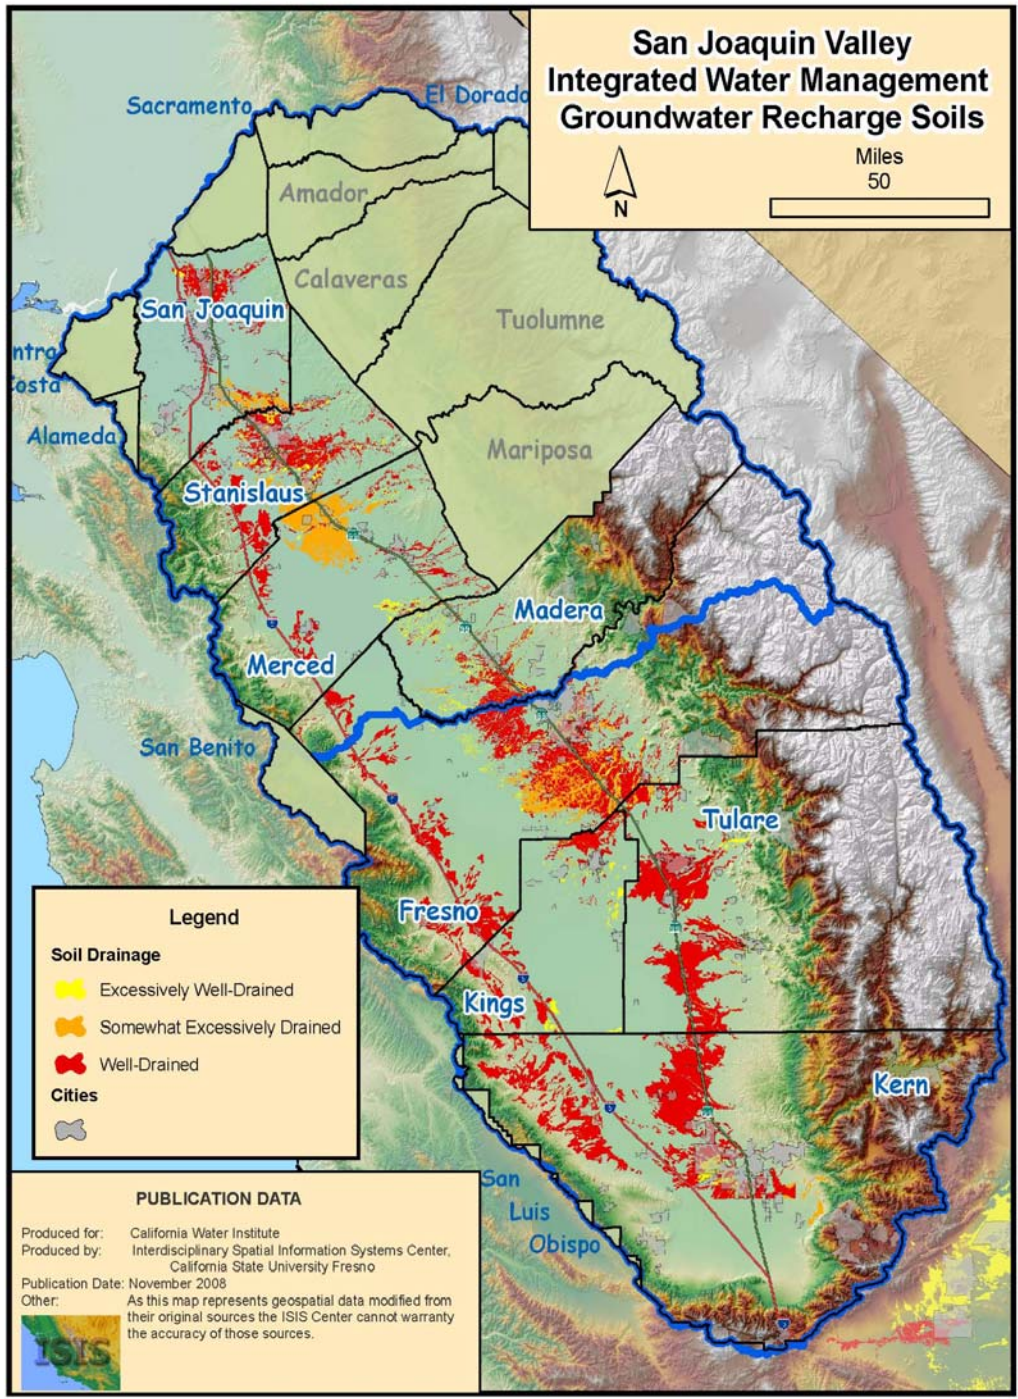 San Joaquin Valley
Integrated Water Management
Groundwater Recharge Soils
Miles
50
N
Sacramento
El Dorado
Amador
Calaveras
San Joaquin
Tuolumne
ntra
osta
Alameda
Mariposa
Stanislaus
Madera
Merced
San Benito
Tulare
Fresno
Kings
Kern
San
Luis
Obispo
Legend
Soil Drainage
Excessively Well-Drained
Somewhat Excessively Drained
Well-Drained
Cities
PUBLICATION DATA
Produced for: California Water Institute
Produced by: Interdisciplinary Spatial Information Systems Center,
California State University Fresno
Publication Date: November 2008
Other: As this map represents geospatial data modified from
their original sources the ISIS Center cannot warranty
the accuracy of those sources.
ISIS